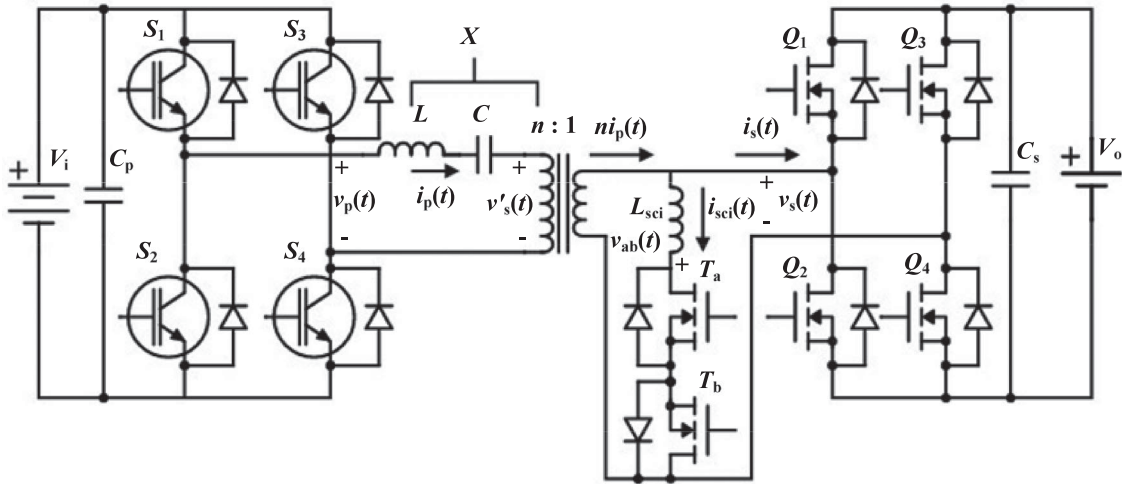 S1 S3 X Q1 Q3
L C n : 1 nip(t) is(t)
+ Vi Cp + vp(t) - ip(t) + v's(t) - Lsci isci(t) + vs(t) - Cs + Vo
vab(t)
+ Ta
S2 S4 Q2 Q4
Tb